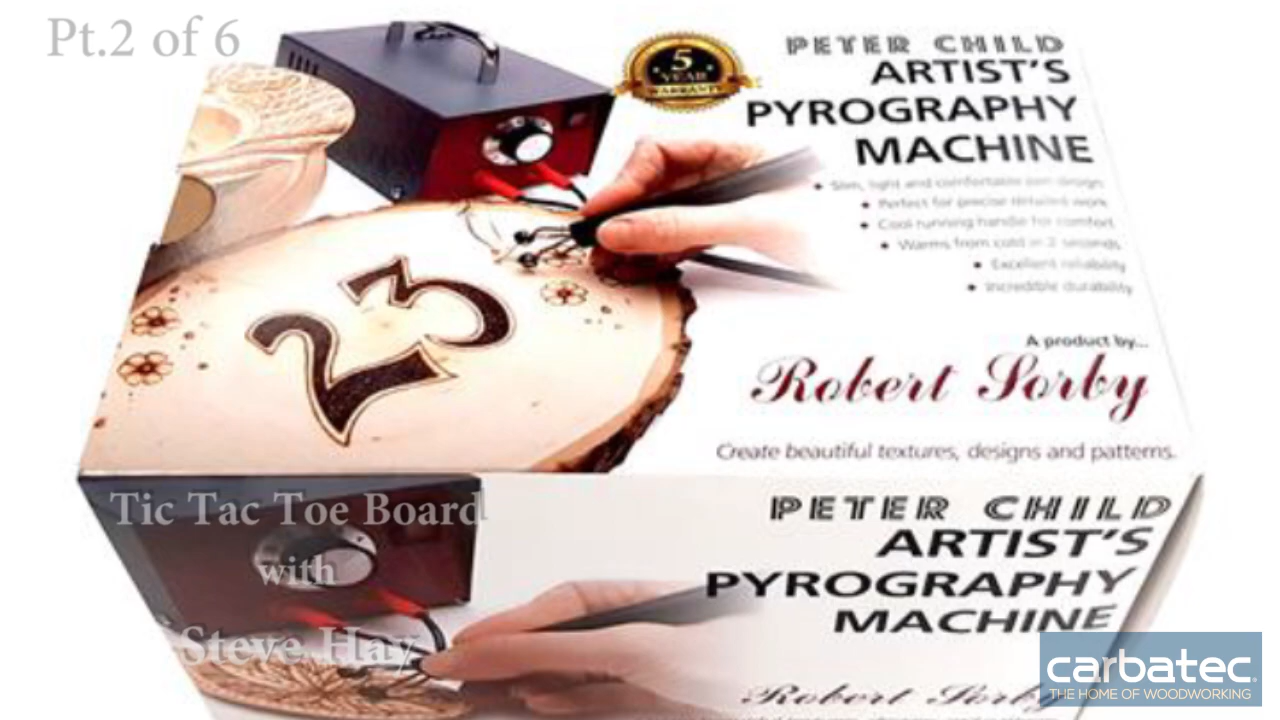 Pt.2 of 6
5
YEAR
WARRANTY
PETER CHILD
ARTIST'S
PYROGRAPHY
MACHINE
• Slim, light and comfortable pen design
• Perfect for precise detailed work
• Cool running handle for comfort
• Warms from cold in 2 seconds
• Excellent reliability
• Incredible durability
23
A product by...
Robert Sorby
Create beautiful textures, designs and patterns.
Tic Tac Toe Board
with
Steve Hay
PETER CHILD
ARTIST'S
PYROGRAPHY
MACHINE
Robert Sorby
carbatec.
THE HOME OF WOODWORKING